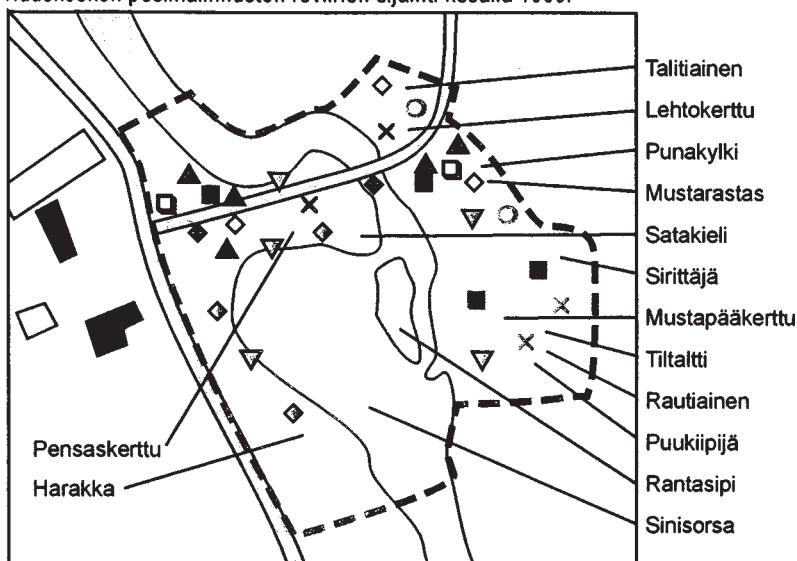 Talitiainen
Lehtokerttu
Punakylki
Mustarastas
Satakieli
Sirittäjä
Mustapääkerttu
Tiltaltti
Rautiainen
Puukiipijä
Rantasipi
Sinisorsa
Pensaskerttu
Harakka